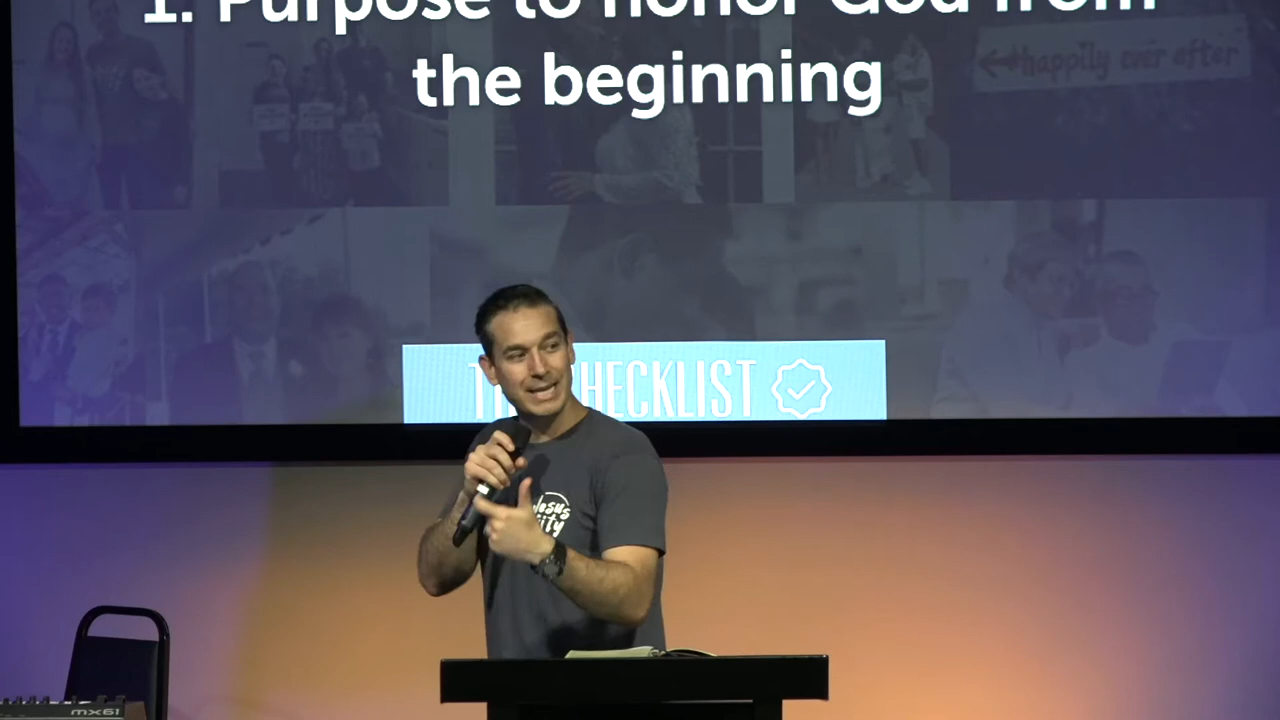 1. Purpose to honor God from
the beginning
happily ever after
CHECKLIST
Jesus
City
mx61